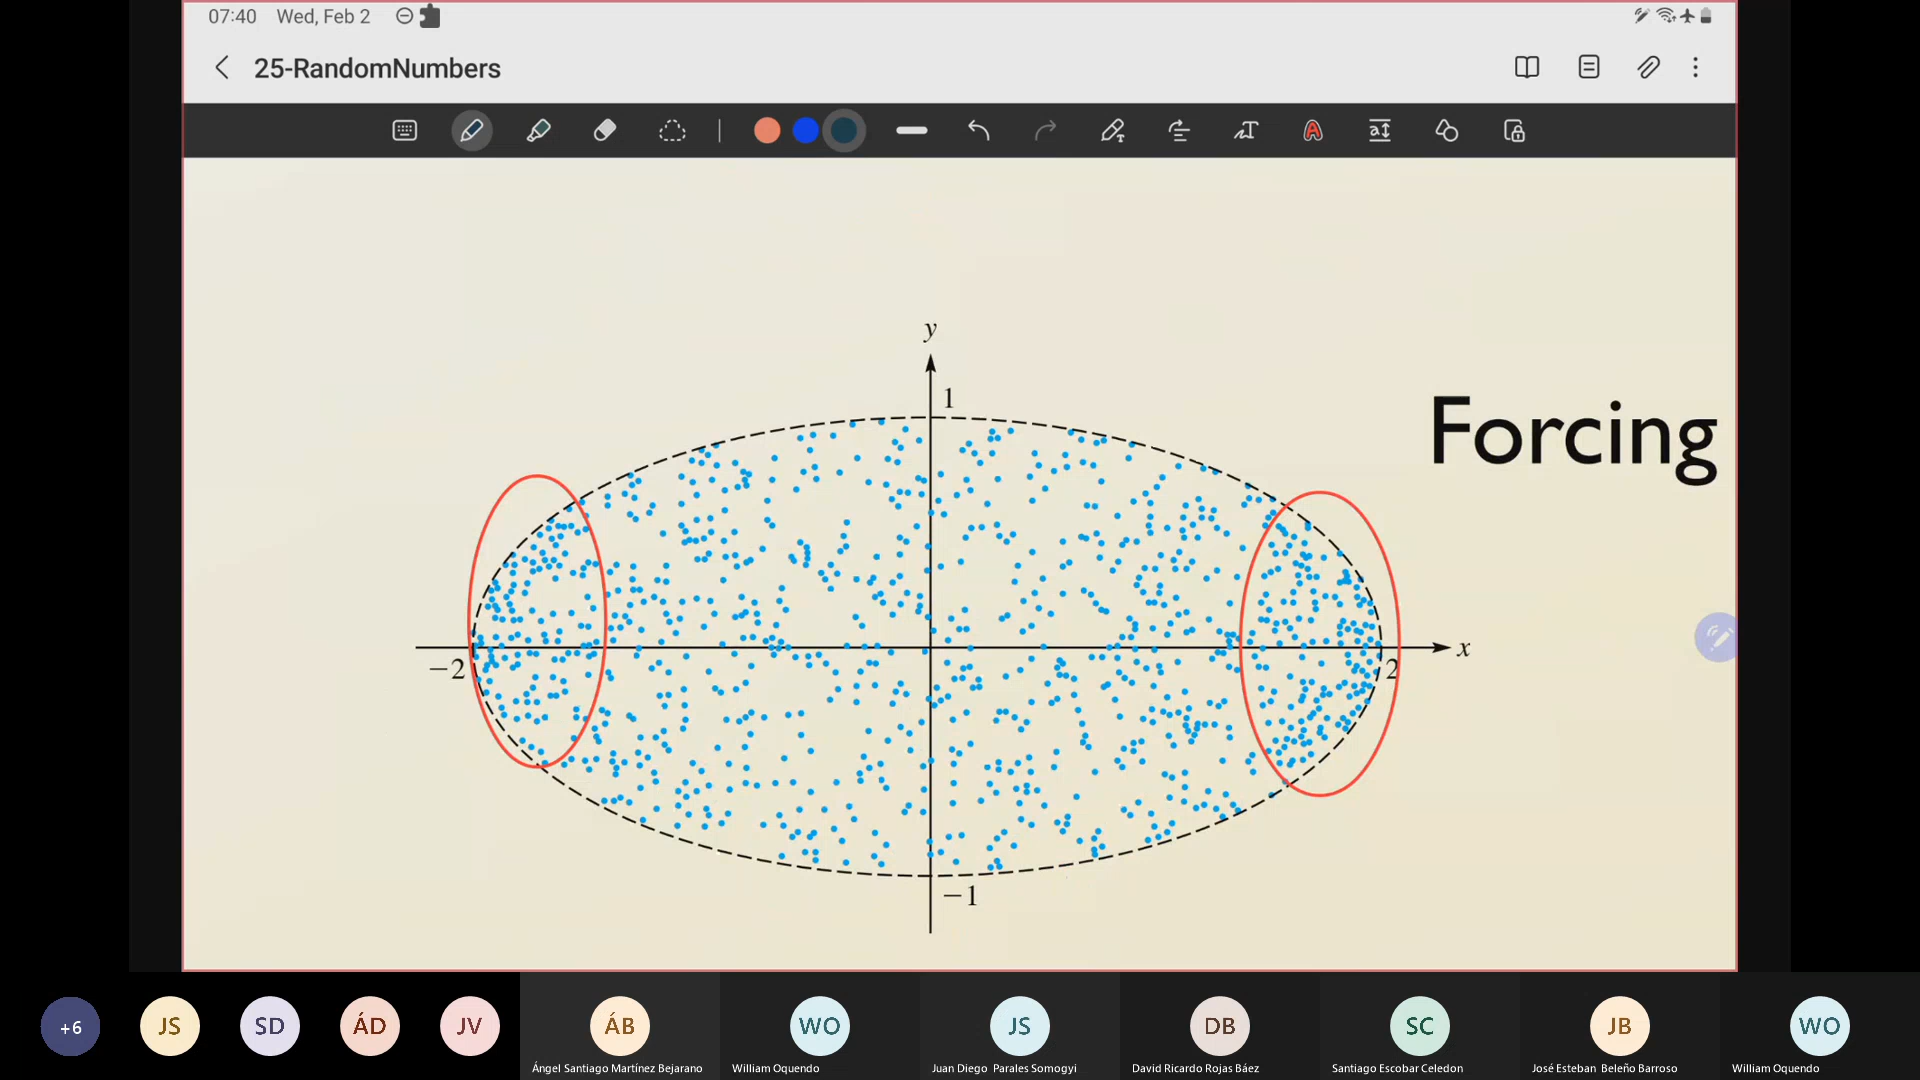 07:40 Wed, Feb 2
25-RandomNumbers
y
1
Forcing
−2
2
x
−1
+6
JS
SD
ÁD
JV
ÁB
WO
JS
DB
SC
JB
WO
Ángel Santiago Martínez Bejarano
William Oquendo
Juan Diego Parales Somogyi
David Ricardo Rojas Báez
Santiago Escobar Celedon
José Esteban Beleño Barroso
William Oquendo